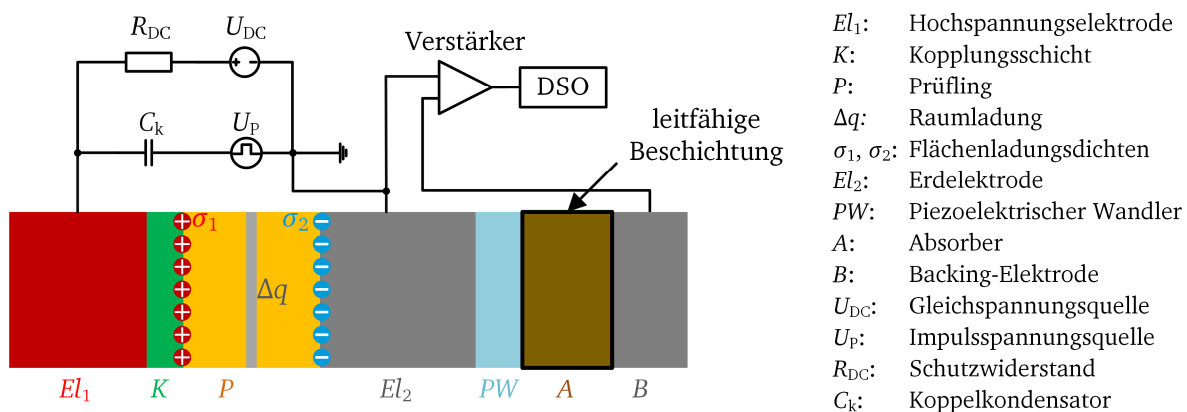 R_DC U_DC
Verstärker
DSO
C_k U_P
leitfähige
Beschichtung
+ σ₁ σ₂ −
Δq
El₁ K P El₂ PW A B
El₁: Hochspannungselektrode
K: Kopplungsschicht
P: Prüfling
Δq: Raumladung
σ₁, σ₂: Flächenladungsdichten
El₂: Erdelektrode
PW: Piezoelektrischer Wandler
A: Absorber
B: Backing-Elektrode
U_DC: Gleichspannungsquelle
U_P: Impulsspannungsquelle
R_DC: Schutzwiderstand
C_k: Koppelkondensator